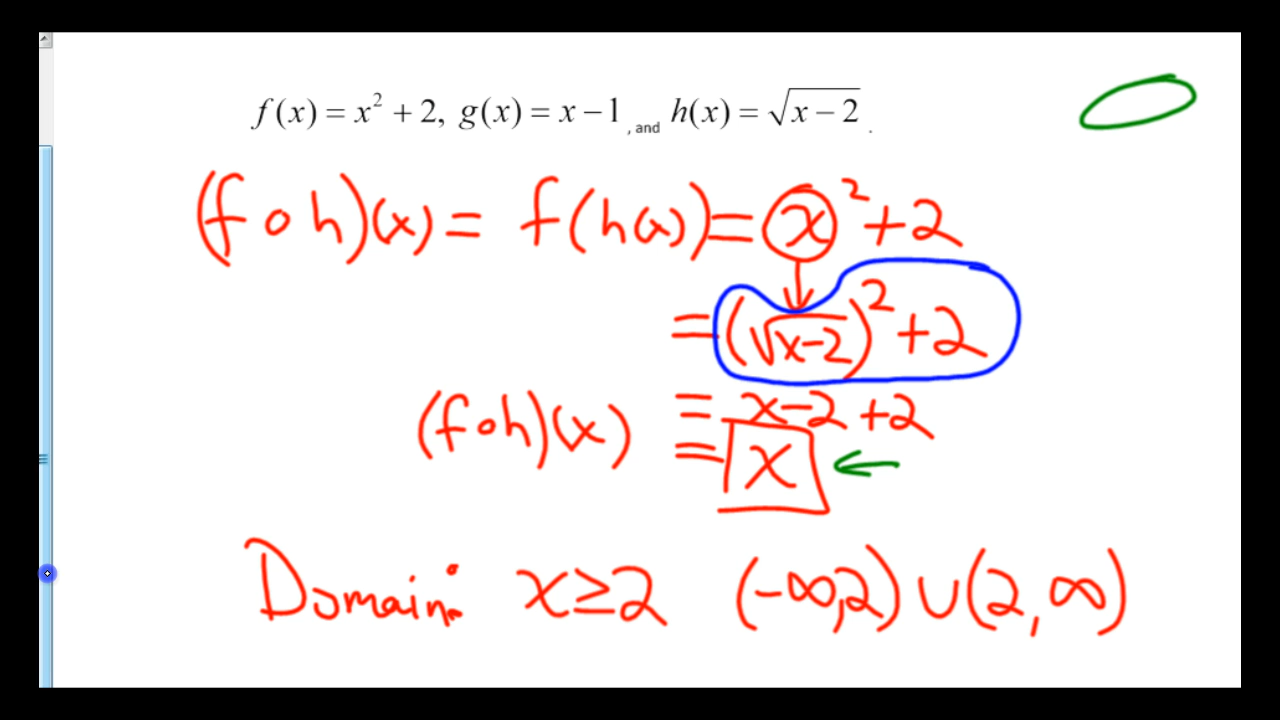 f(x) = x² + 2, g(x) = x − 1 , and h(x) = √(x − 2) .
(f ∘ h)(x) = f(h(x)) = x² + 2
= (√(x−2))² + 2
(f∘h)(x) = x−2 +2
= x
Domain: x ≥ 2 (-∞,2) ∪ (2, ∞)